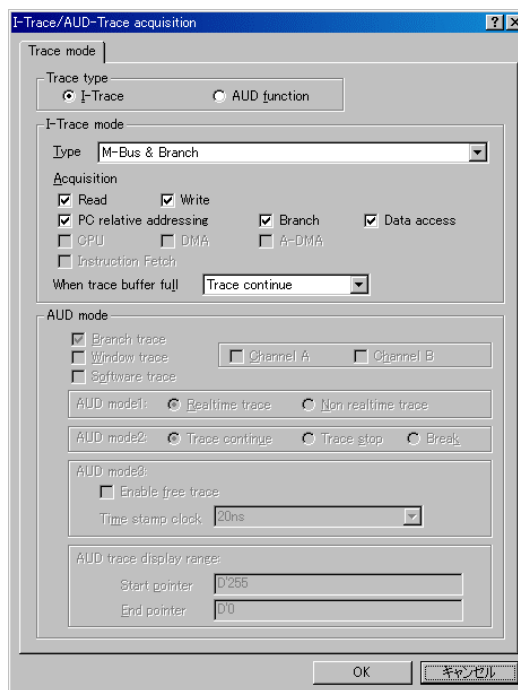 I-Trace/AUD-Trace acquisition
Trace mode
Trace type
I-Trace AUD function
I-Trace mode
Type M-Bus & Branch
Acquisition
Read Write
PC relative addressing Branch Data access
CPU DMA A-DMA
Instruction Fetch
When trace buffer full Trace continue
AUD mode
Branch trace
Window trace Channel A Channel B
Software trace
AUD mode1: Realtime trace Non realtime trace
AUD mode2: Trace continue Trace stop Break
AUD mode3:
Enable free trace
Time stamp clock 20ns
AUD trace display range:
Start pointer D'255
End pointer D'0
OK キャンセル